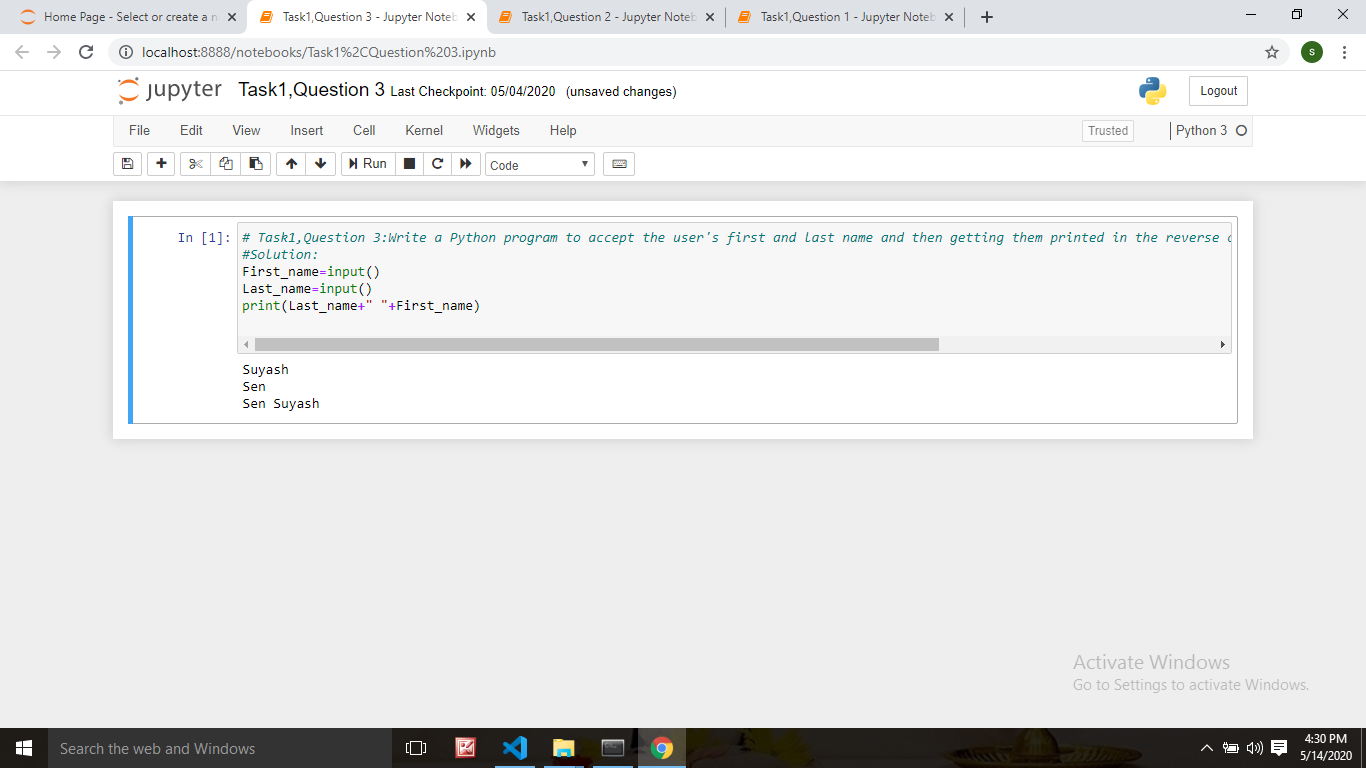 Home Page - Select or create a n
Task1,Question 3 - Jupyter Noteb
Task1,Question 2 - Jupyter Noteb
Task1,Question 1 - Jupyter Noteb
localhost:8888/notebooks/Task1%2CQuestion%203.ipynb
S
jupyter Task1,Question 3 Last Checkpoint: 05/04/2020 (unsaved changes)
Logout
File Edit View Insert Cell Kernel Widgets Help
Trusted
Python 3
Run
Code
In [1]:
# Task1,Question 3:Write a Python program to accept the user's first and last name and then getting them printed in the reverse
#Solution:
First_name=input()
Last_name=input()
print(Last_name+" "+First_name)
Suyash
Sen
Sen Suyash
Activate Windows
Go to Settings to activate Windows.
Search the web and Windows
4:30 PM
5/14/2020